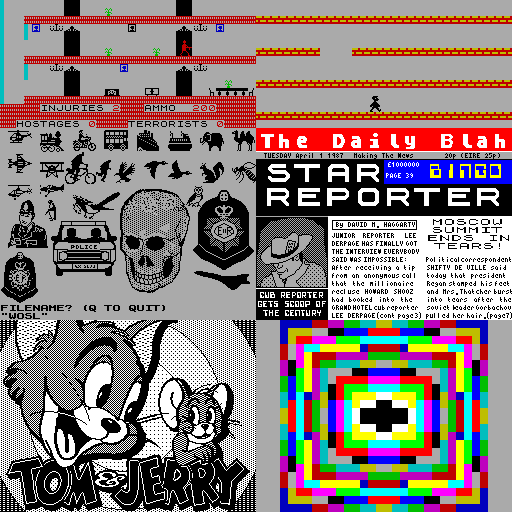 INJURIES 2 AMMO 200
HOSTAGES 0 TERRORISTS 0
The Daily Blah
TUESDAY April 1 1987 Making The News 20p (EIRE 25p)
STAR
REPORTER
£1000000
PAGE 39
BINGO
By DAVID M. HAGGARTY
JUNIOR REPORTER LEE
DERPAGE HAS FINALLY GOT
THE INTERVIEW EVERYBODY
SAID WAS IMPOSSIBLE:
After receiving a tip
from an anonymous call
that the millionaire
recluse HOWARD SHOOZ
had booked into the
GRAND HOTEL cub reporter
LEE DERPAGE(cont page3)
MOSCOW
SUMMIT
ENDS IN
TEARS!
Political correspondent
SHIFTY DE VILLE said
today that president
Regan stamped his feet
and Mrs. Thatcher burst
into tears after the
soviet leader Gorbachov
pulled her hair.(page7)
CUB REPORTER
GETS SCOOP OF
THE CENTURY
POLICE
EIIR
FILENAME? (Q TO QUIT)
"WOSL"
TOM & JERRY